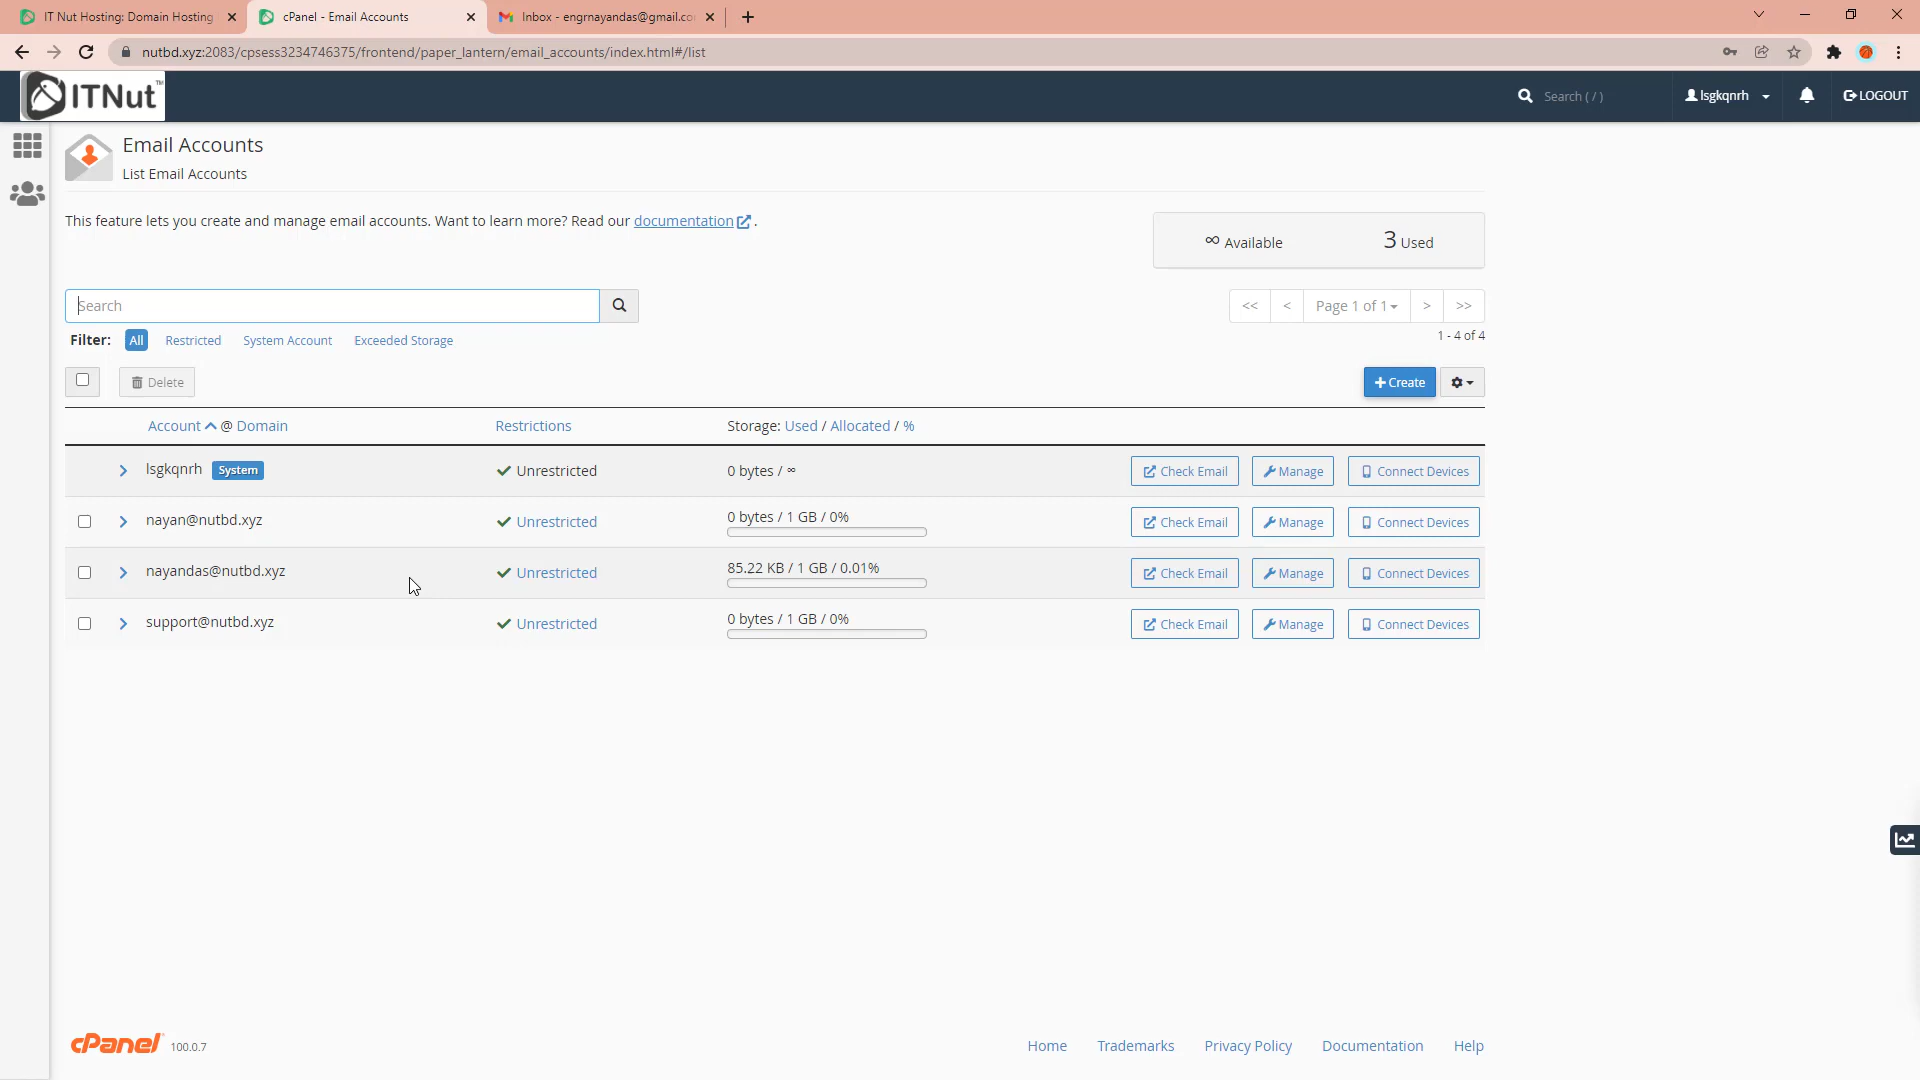 IT Nut Hosting: Domain Hosting
cPanel - Email Accounts
Inbox - engrnayandas@gmail.co
nutbd.xyz:2083/cpsess3234746375/frontend/paper_lantern/email_accounts/index.html#/list
ITNut™
Search ( / )
lsgkqnrh
LOGOUT
Email Accounts
List Email Accounts
This feature lets you create and manage email accounts. Want to learn more? Read our documentation .
∞ Available 3 Used
Search
<< < Page 1 of 1 > >>
Filter: All Restricted System Account Exceeded Storage
1 - 4 of 4
Delete
+ Create
Account @ Domain Restrictions Storage: Used / Allocated / %
lsgkqnrh System Unrestricted 0 bytes / ∞ Check Email Manage Connect Devices
nayan@nutbd.xyz Unrestricted 0 bytes / 1 GB / 0% Check Email Manage Connect Devices
nayandas@nutbd.xyz Unrestricted 85.22 KB / 1 GB / 0.01% Check Email Manage Connect Devices
support@nutbd.xyz Unrestricted 0 bytes / 1 GB / 0% Check Email Manage Connect Devices
cPanel 100.0.7
Home Trademarks Privacy Policy Documentation Help